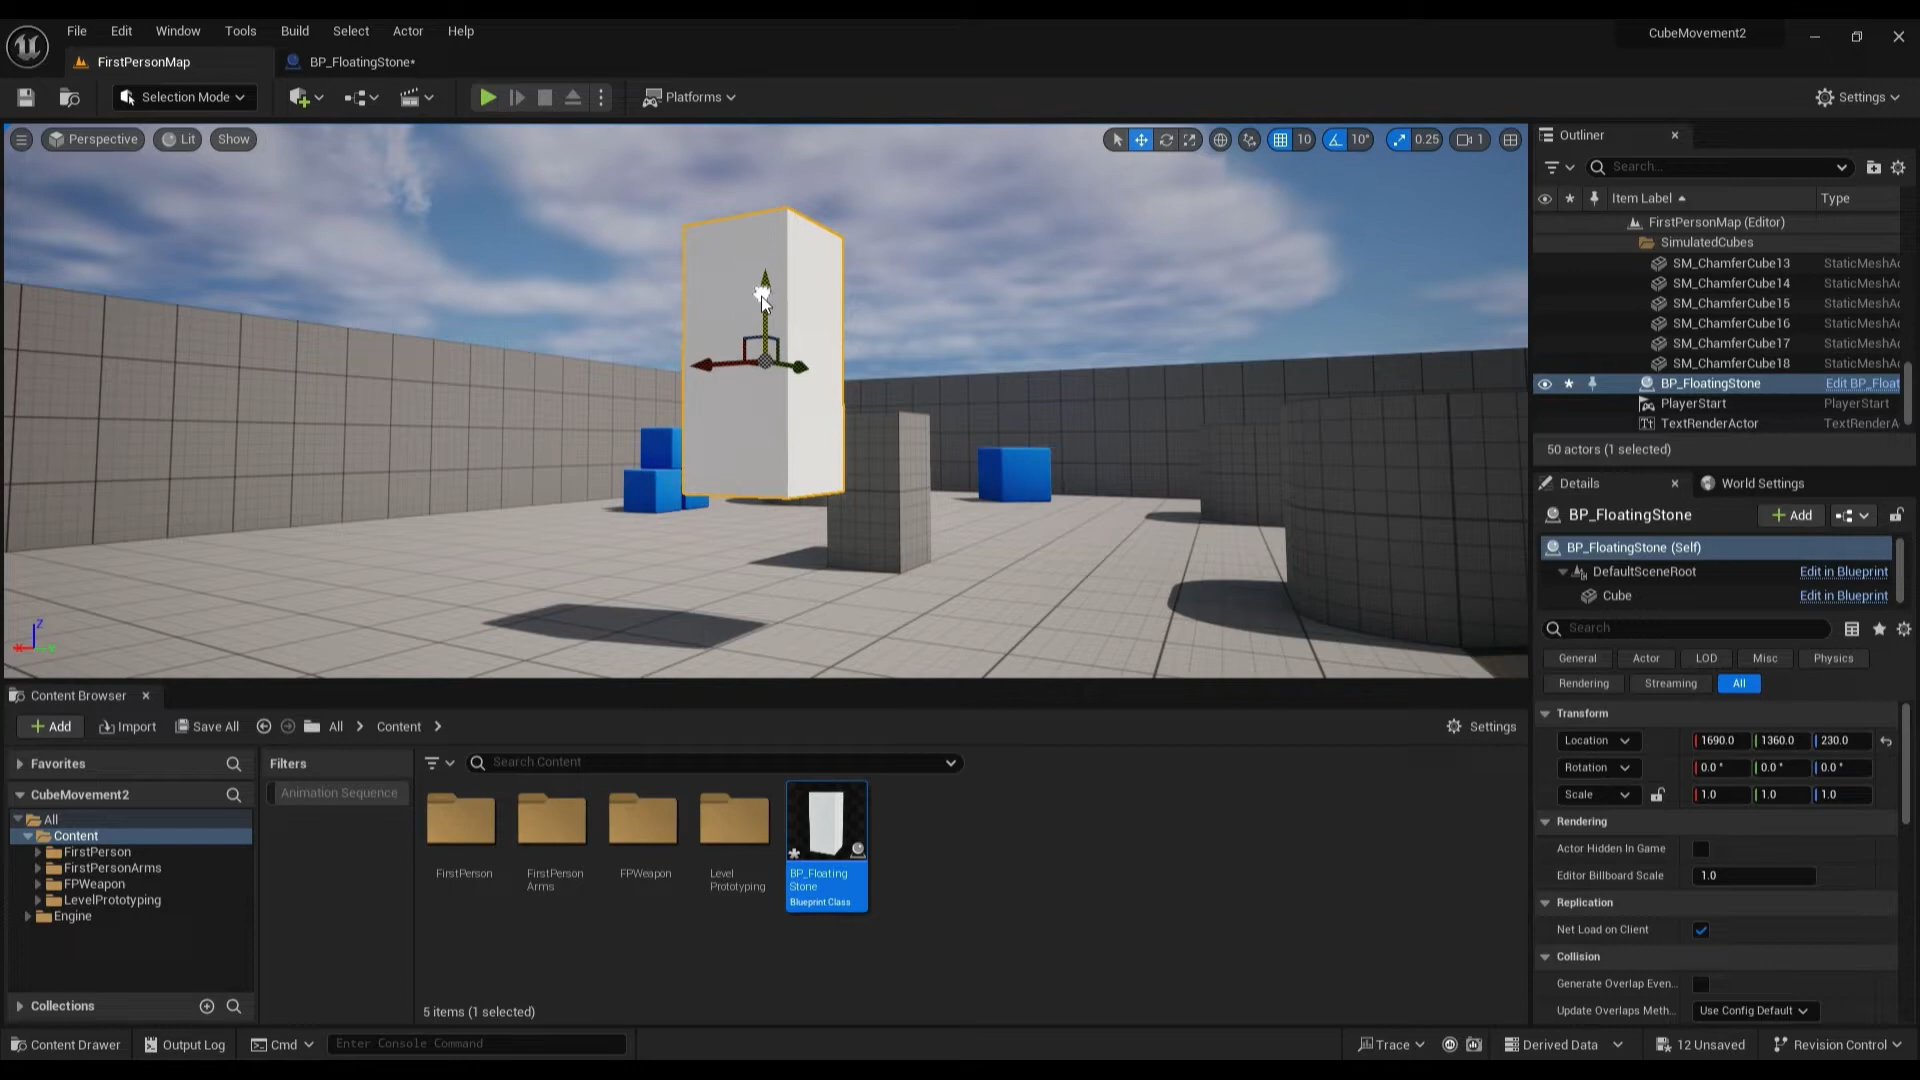 File Edit Window Tools Build Select Actor Help
CubeMovement2
FirstPersonMap
BP_FloatingStone*
Selection Mode
Platforms
Settings
Perspective
Lit
Show
10
10°
0.25
1
Outliner
Search...
Item Label
Type
FirstPersonMap (Editor)
SimulatedCubes
SM_ChamferCube13 StaticMeshAc
SM_ChamferCube14 StaticMeshAc
SM_ChamferCube15 StaticMeshAc
SM_ChamferCube16 StaticMeshAc
SM_ChamferCube17 StaticMeshAc
SM_ChamferCube18 StaticMeshAc
BP_FloatingStone Edit BP_Float
PlayerStart PlayerStart
TextRenderActor TextRenderA
50 actors (1 selected)
Details
World Settings
BP_FloatingStone
Add
BP_FloatingStone (Self)
DefaultSceneRoot Edit in Blueprint
Cube Edit in Blueprint
Search
General Actor LOD Misc Physics
Rendering Streaming All
Transform
Location 1690.0 1360.0 230.0
Rotation 0.0° 0.0° 0.0°
Scale 1.0 1.0 1.0
Rendering
Actor Hidden In Game
Editor Billboard Scale 1.0
Replication
Net Load on Client
Collision
Generate Overlap Even...
Update Overlaps Meth... Use Config Default
Z
X
Y
Content Browser
Add
Import
Save All
All
Content
Settings
Favorites
CubeMovement2
All
Content
FirstPerson
FirstPersonArms
FPWeapon
LevelPrototyping
Engine
Collections
Filters
Animation Sequence
Search Content
FirstPerson
FirstPerson
Arms
FPWeapon
Level
Prototyping
BP_Floating
Stone
Blueprint Class
5 items (1 selected)
Content Drawer
Output Log
Cmd
Enter Console Command
Trace
Derived Data
12 Unsaved
Revision Control